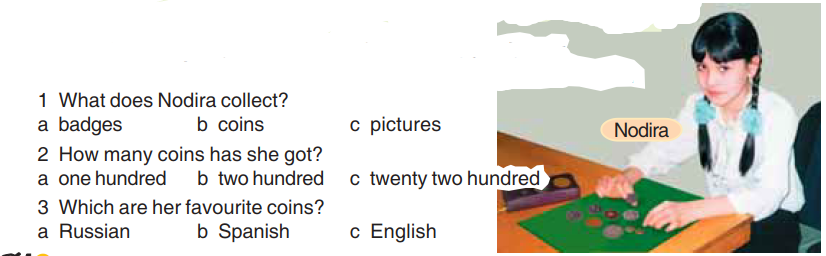 1 What does Nodira collect?
a badges b coins c pictures
2 How many coins has she got?
a one hundred b two hundred c twenty two hundred
3 Which are her favourite coins?
a Russian b Spanish c English
Nodira